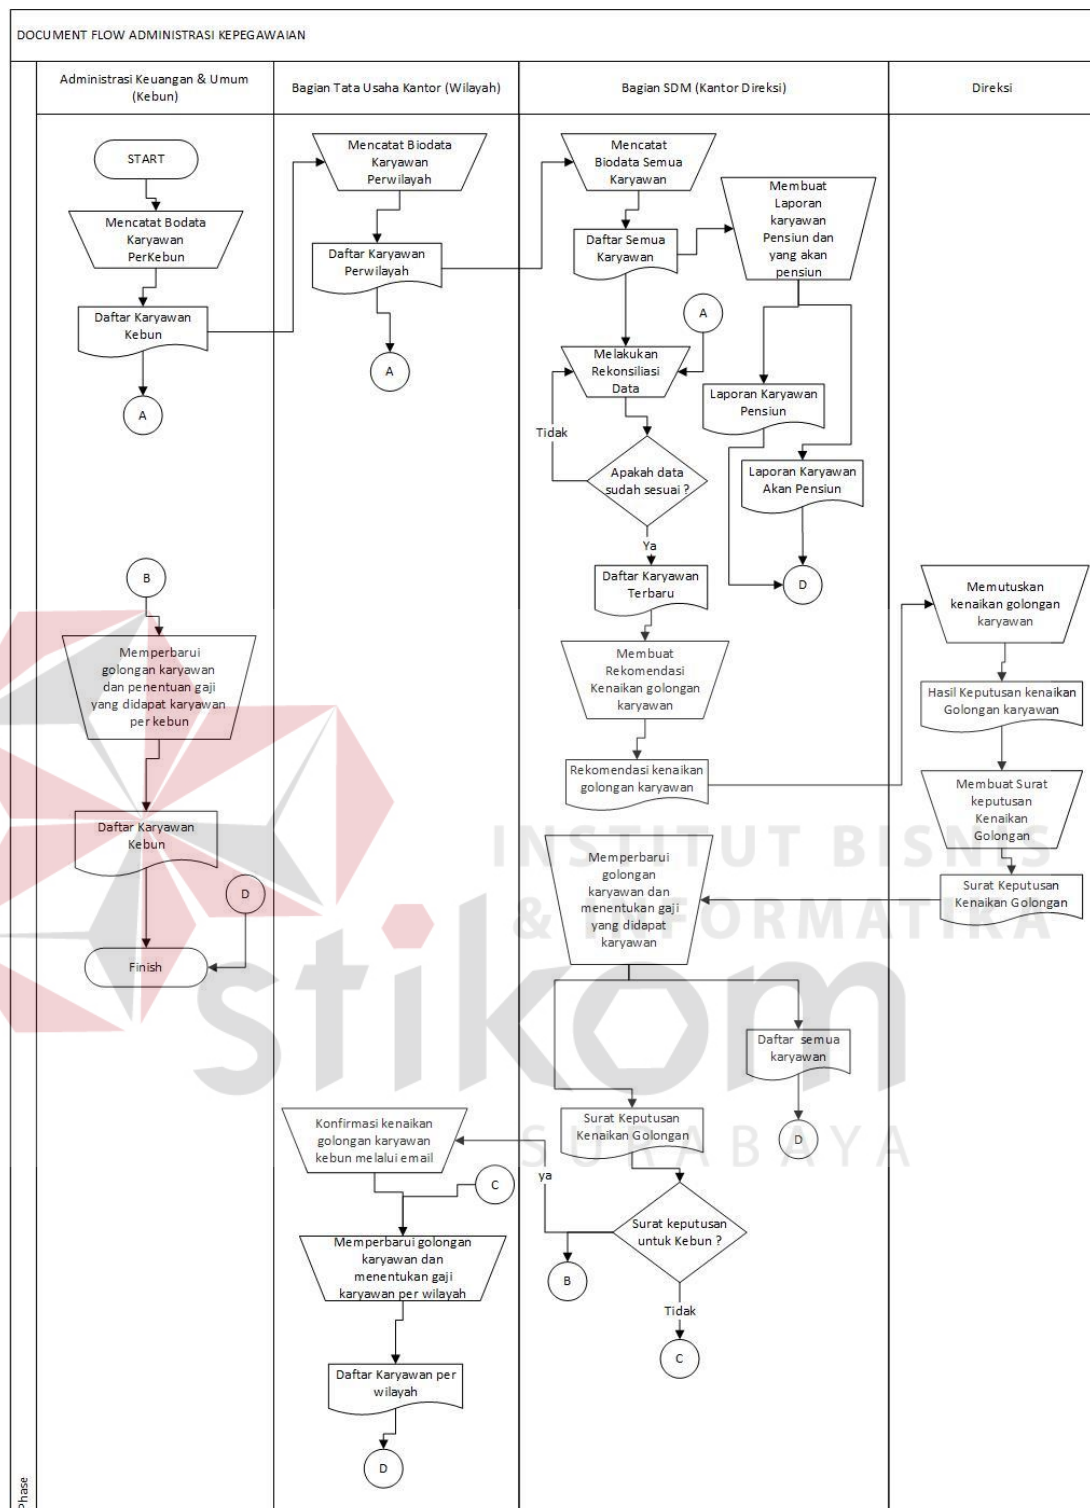 DOCUMENT FLOW ADMINISTRASI KEPEGAWAIAN
Administrasi Keuangan & Umum
(Kebun)
Bagian Tata Usaha Kantor (Wilayah)
Bagian SDM (Kantor Direksi)
Direksi
START
Mencatat Bodata
Karyawan
PerKebun
Daftar Karyawan
Kebun
A
B
Memperbarui
golongan karyawan
dan penentuan gaji
yang didapat karyawan
per kebun
Daftar Karyawan
Kebun
D
Finish
Mencatat Biodata
Karyawan
Perwilayah
Daftar Karyawan
Perwilayah
A
Konfirmasi kenaikan
golongan karyawan
kebun melalui email
C
Memperbarui golongan
karyawan dan
menentukan gaji
karyawan per wilayah
Daftar Karyawan per
wilayah
D
Mencatat
Biodata Semua
Karyawan
Daftar Semua
Karyawan
Membuat
Laporan
karyawan
Pensiun dan
yang akan
pensiun
A
Melakukan
Rekonsiliasi
Data
Laporan Karyawan
Pensiun
Tidak
Apakah data
sudah sesuai ?
Laporan Karyawan
Akan Pensiun
Ya
D
Daftar Karyawan
Terbaru
Membuat
Rekomendasi
Kenaikan golongan
karyawan
Rekomendasi kenaikan
golongan karyawan
Memperbarui
golongan
karyawan dan
menentukan gaji
yang didapat
karyawan
Daftar semua
karyawan
D
Surat Keputusan
Kenaikan Golongan
ya
Surat keputusan
untuk Kebun ?
B
Tidak
C
Memutuskan
kenaikan golongan
karyawan
Hasil Keputusan kenaikan
Golongan karyawan
Membuat Surat
keputusan
Kenaikan
Golongan
Surat Keputusan
Kenaikan Golongan
INSTITUT BISNIS
& INFORMATIKA
stikom
SURABAYA
Phase